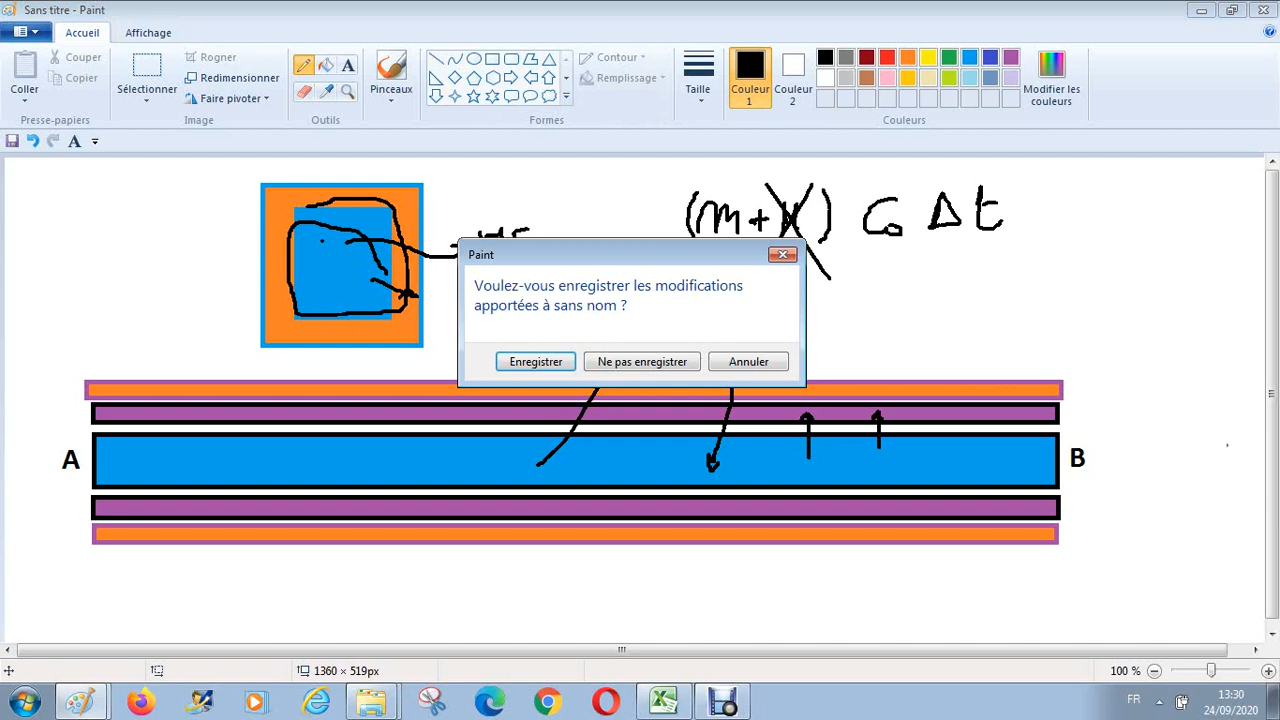 Sans titre - Paint
Accueil Affichage
Couper
Copier
Coller
Presse-papiers
Rogner
Redimensionner
Faire pivoter
Sélectionner
Image
A
Outils
Pinceaux
Contour
Remplissage
Formes
Taille
Couleur 1
Couleur 2
Modifier les couleurs
Couleurs
A
(m+X) Δt
Paint
Voulez-vous enregistrer les modifications
apportées à sans nom ?
Enregistrer Ne pas enregistrer Annuler
A
B
1360 × 519px
100 %
FR
13:30
24/09/2020